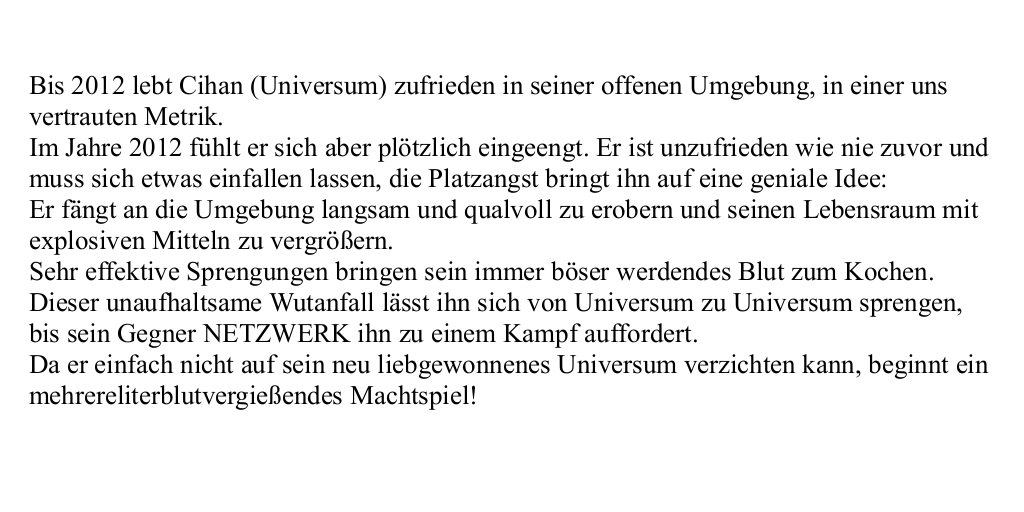 Bis 2012 lebt Cihan (Universum) zufrieden in seiner offenen Umgebung, in einer uns
vertrauten Metrik.
Im Jahre 2012 fühlt er sich aber plötzlich eingeengt. Er ist unzufrieden wie nie zuvor und
muss sich etwas einfallen lassen, die Platzangst bringt ihn auf eine geniale Idee:
Er fängt an die Umgebung langsam und qualvoll zu erobern und seinen Lebensraum mit
explosiven Mitteln zu vergrößern.
Sehr effektive Sprengungen bringen sein immer böser werdendes Blut zum Kochen.
Dieser unaufhaltsame Wutanfall lässt ihn sich von Universum zu Universum sprengen,
bis sein Gegner NETZWERK ihn zu einem Kampf auffordert.
Da er einfach nicht auf sein neu liebgewonnenes Universum verzichten kann, beginnt ein
mehrereliterblutvergießendes Machtspiel!